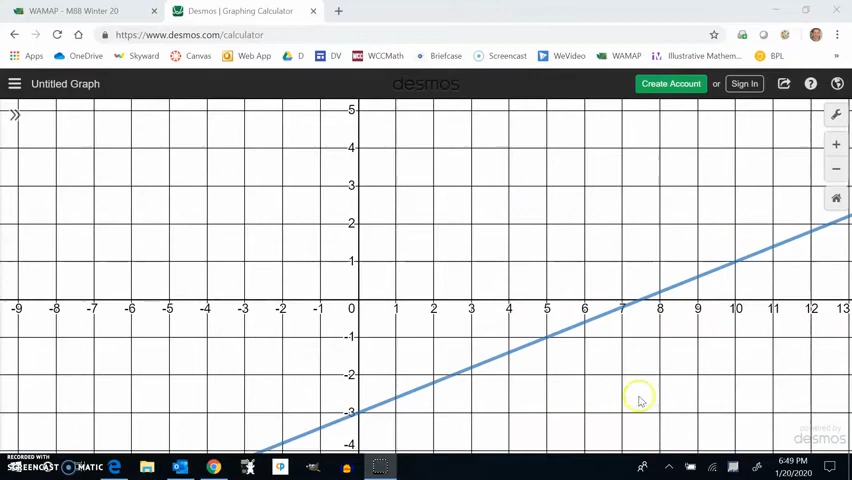 WAMAP - M88 Winter 20
Desmos | Graphing Calculator
https://www.desmos.com/calculator
Apps OneDrive Skyward Canvas Web App D DV WCCMath Briefcase Screencast WeVideo WAMAP Illustrative Mathem... BPL
Untitled Graph
desmos
Create Account or Sign In
5
4
3
2
1
-9 -8 -7 -6 -5 -4 -3 -2 -1 0 1 2 3 4 5 6 7 8 9 10 11 12 13
-1
-2
-3
-4
powered by
desmos
RECORDED WITH
SCREENCAST MATIC
6:49 PM
1/20/2020